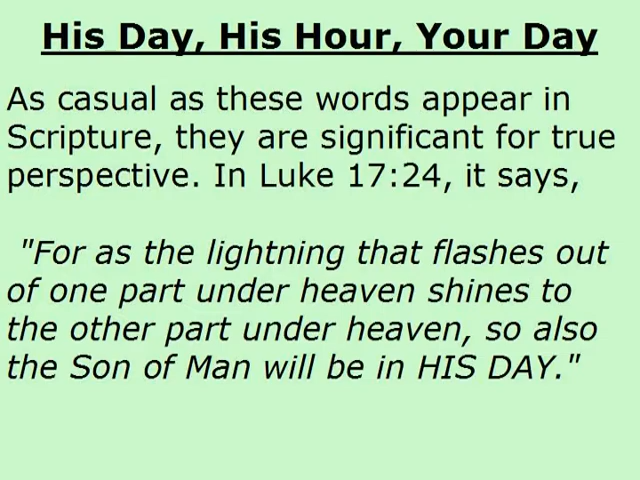 His Day, His Hour, Your Day
As casual as these words appear in
Scripture, they are significant for true
perspective. In Luke 17:24, it says,
"For as the lightning that flashes out
of one part under heaven shines to
the other part under heaven, so also
the Son of Man will be in HIS DAY."